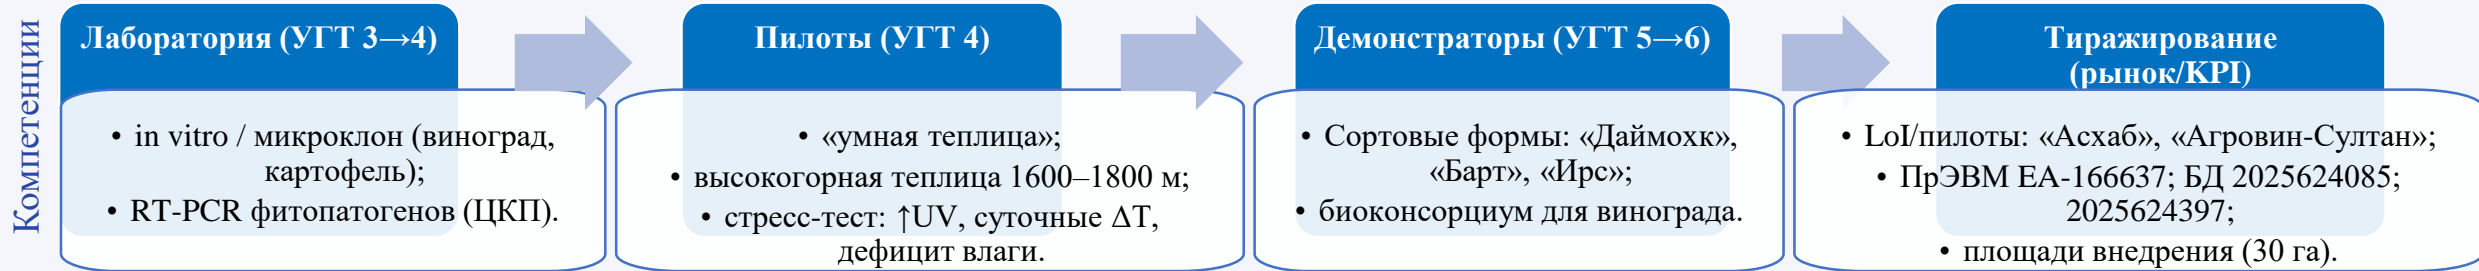 Компетенции
Лаборатория (УГТ 3→4)
• in vitro / микроклон (виноград,
картофель);
• RT-PCR фитопатогенов (ЦКП).
Пилоты (УГТ 4)
• «умная теплица»;
• высокогорная теплица 1600–1800 м;
• стресс-тест: ↑UV, суточные ΔT,
дефицит влаги.
Демонстраторы (УГТ 5→6)
• Сортовые формы: «Даймохк»,
«Барт», «Ирс»;
• биоконсорциум для винограда.
Тиражирование
(рынок/KPI)
• LoI/пилоты: «Асхаб», «Агровин-Султан»;
• ПрЭВМ EA-166637; БД 2025624085;
2025624397;
• площади внедрения (30 га).